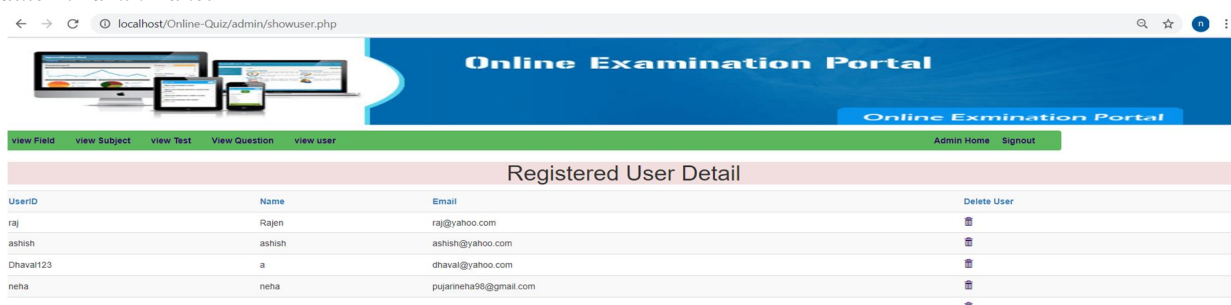 localhost/Online-Quiz/admin/showuser.php
n
Online Examination Portal
Online Exmination Portal
view Field view Subject view Test View Question view user Admin Home Signout
Registered User Detail
UserID Name Email Delete User
raj Rajen raj@yahoo.com
ashish ashish ashish@yahoo.com
Dhaval123 a dhaval@yahoo.com
neha neha pujarineha98@gmail.com